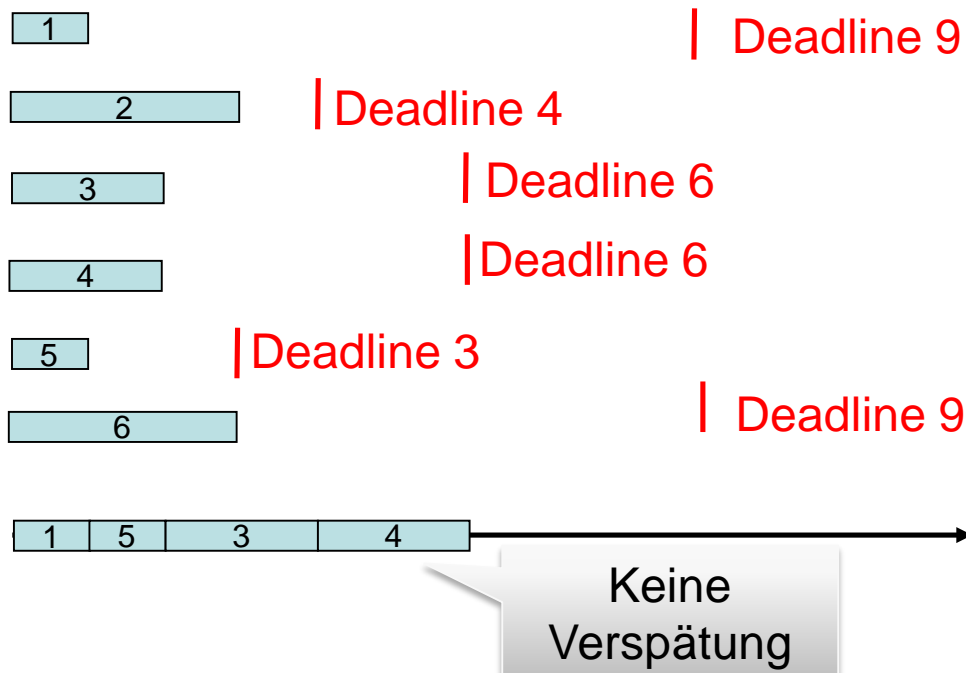 1
Deadline 9
2
Deadline 4
3
Deadline 6
4
Deadline 6
5
Deadline 3
6
Deadline 9
1 5 3 4
Keine
Verspätung